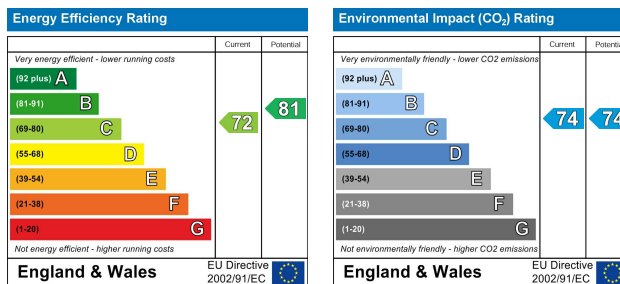 Energy Efficiency Rating
Current Potential
Very energy efficient - lower running costs
(92 plus) A
(81-91) B
(69-80) C
(55-68) D
(39-54) E
(21-38) F
(1-20) G
72
81
Not energy efficient - higher running costs
England & Wales
EU Directive
2002/91/EC
Environmental Impact (CO₂) Rating
Current Potential
Very environmentally friendly - lower CO2 emissions
(92 plus) A
(81-91) B
(69-80) C
(55-68) D
(39-54) E
(21-38) F
(1-20) G
74
74
Not environmentally friendly - higher CO2 emissions
England & Wales
EU Directive
2002/91/EC